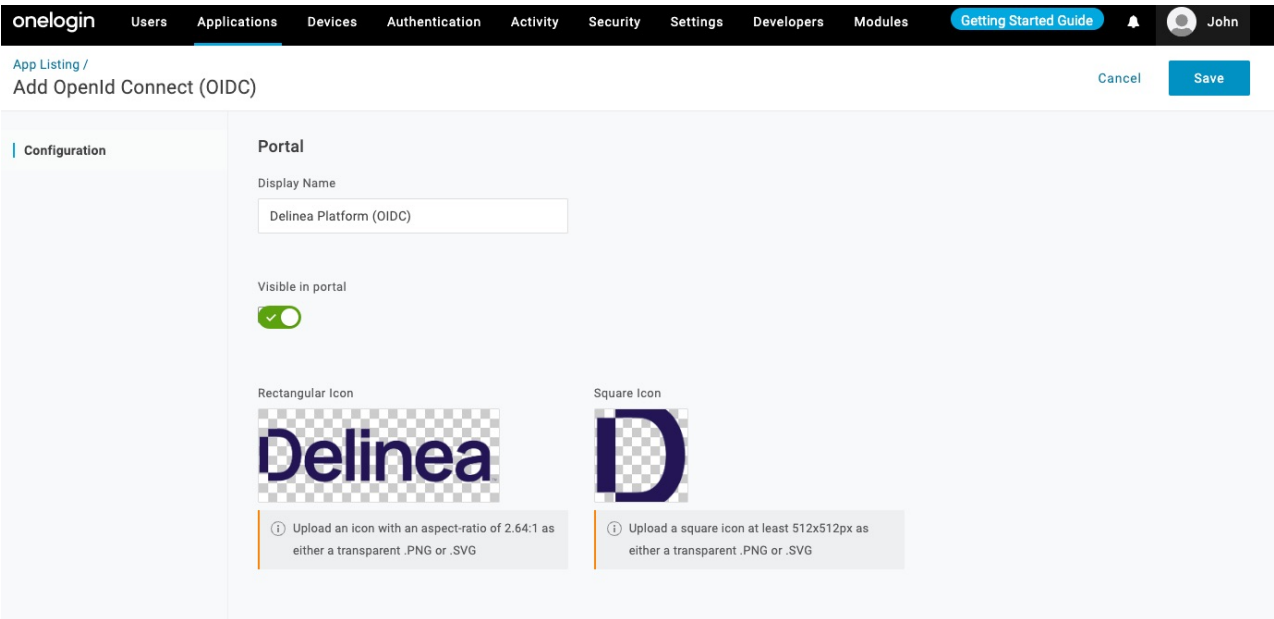 onelogin Users Applications Devices Authentication Activity Security Settings Developers Modules Getting Started Guide John
App Listing /
Add OpenId Connect (OIDC)
Cancel Save
Configuration
Portal
Display Name
Delinea Platform (OIDC)
Visible in portal
Rectangular Icon
Delinea
Upload an icon with an aspect-ratio of 2.64:1 as
either a transparent .PNG or .SVG
Square Icon
D
Upload a square icon at least 512x512px as
either a transparent .PNG or .SVG